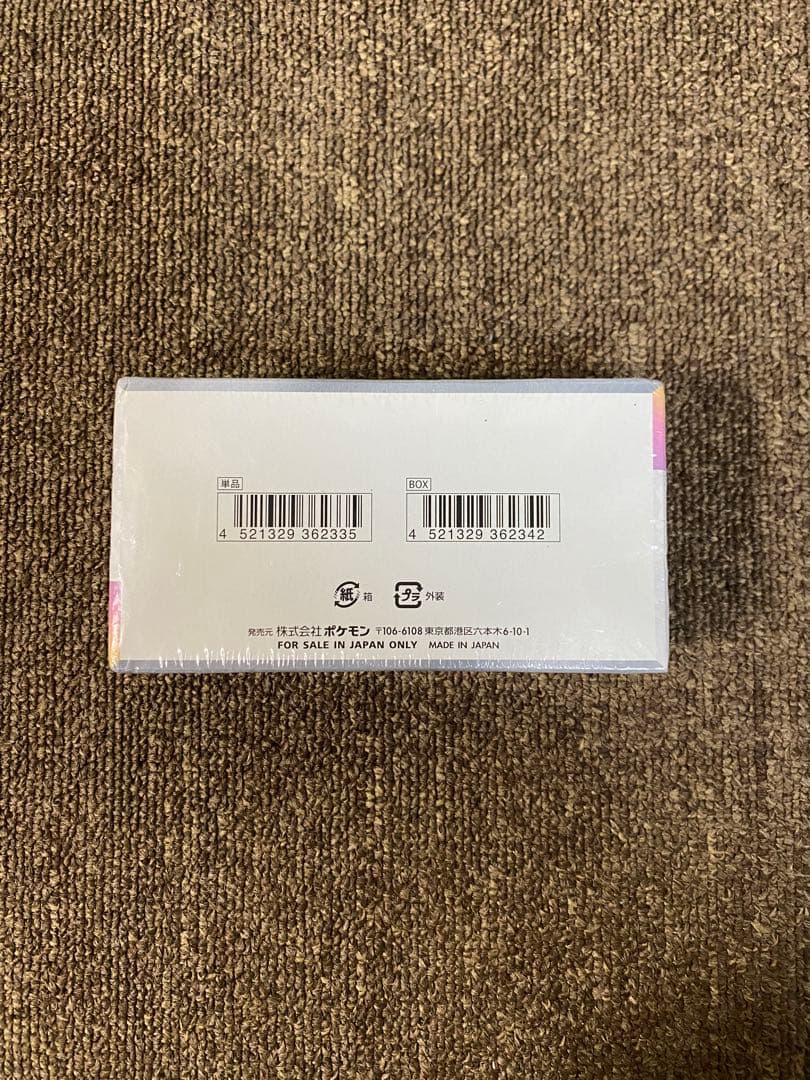 単品
BOX
4 521329 362335
4 521329 362342
紙 箱
プラ 外装
発売元 株式会社 ポケモン 〒106-6108 東京都港区六本木6-10-1
FOR SALE IN JAPAN ONLY MADE IN JAPAN